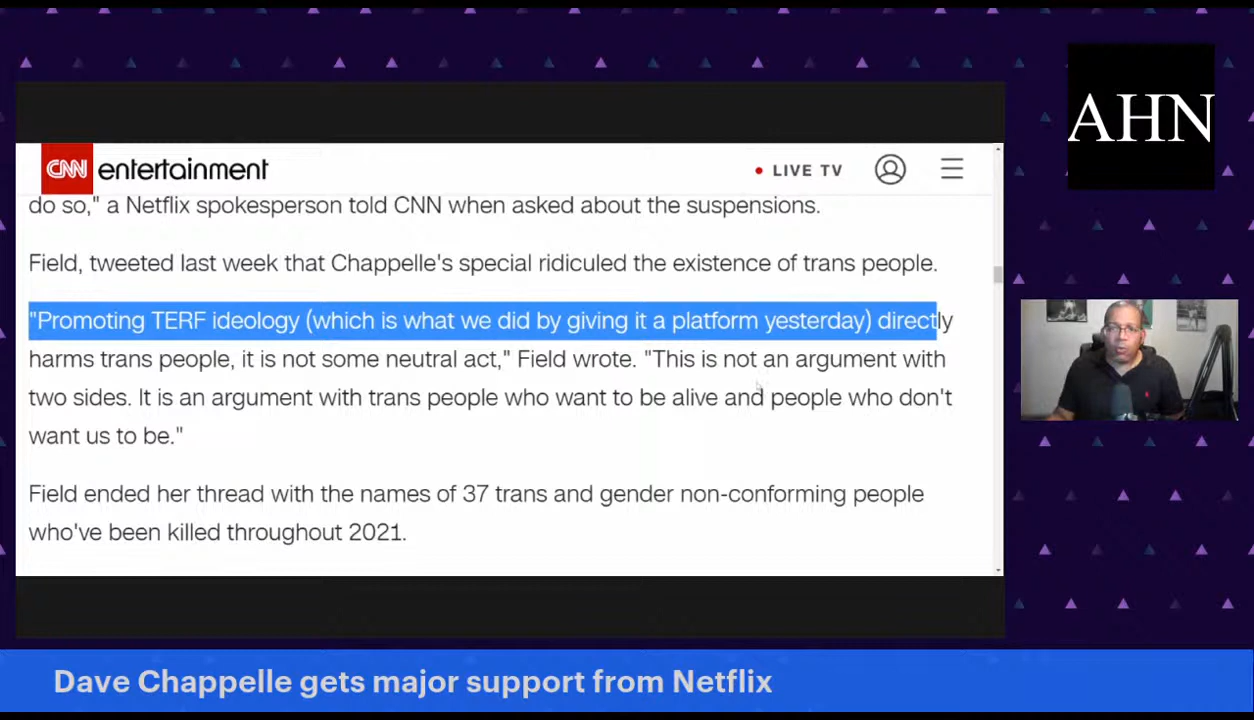 AHN
CNN entertainment
LIVE TV
do so," a Netflix spokesperson told CNN when asked about the suspensions.
Field, tweeted last week that Chappelle's special ridiculed the existence of trans people.
"Promoting TERF ideology (which is what we did by giving it a platform yesterday) directly
harms trans people, it is not some neutral act," Field wrote. "This is not an argument with
two sides. It is an argument with trans people who want to be alive and people who don't
want us to be."
Field ended her thread with the names of 37 trans and gender non-conforming people
who've been killed throughout 2021.
Dave Chappelle gets major support from Netflix